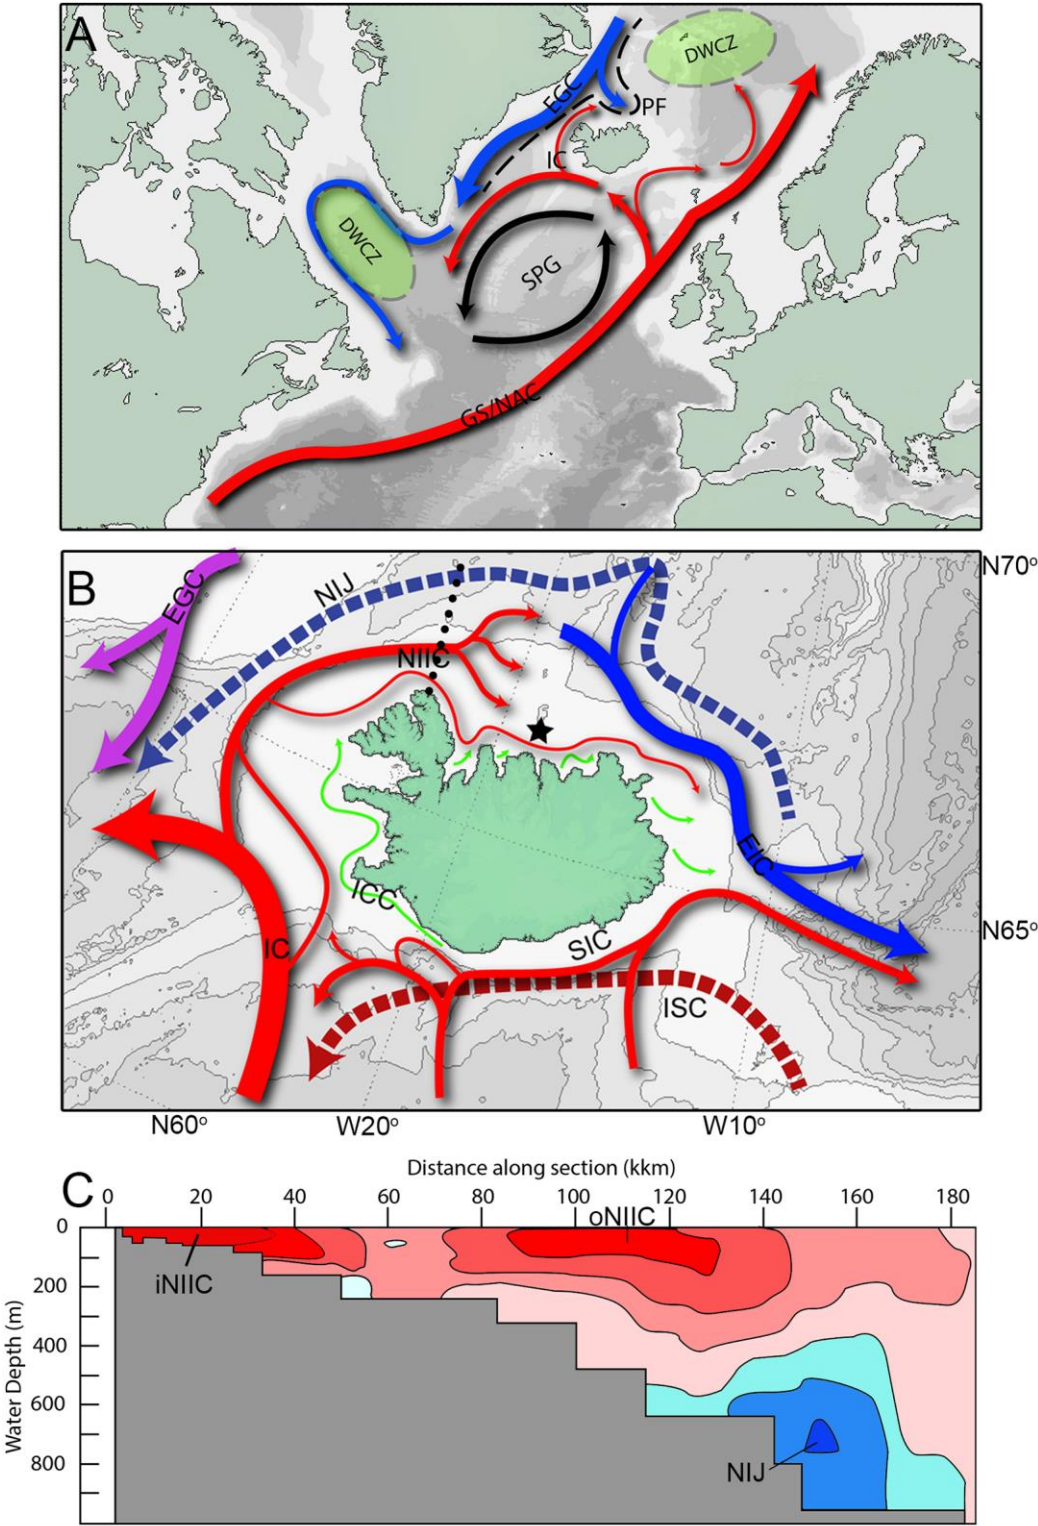 A
DWCZ
EGC
PF
IC
DWCZ
SPG
GS/NAC
B
EGC
NIJ
N70°
NIIC
EIC
ICC
IC
SIC
N65°
ISC
N60°
W20°
W10°
C
Distance along section (kkm)
0 20 40 60 80 100 120 140 160 180
oNIIC
0
iNIIC
200
400
600
800
Water Depth (m)
NIJ